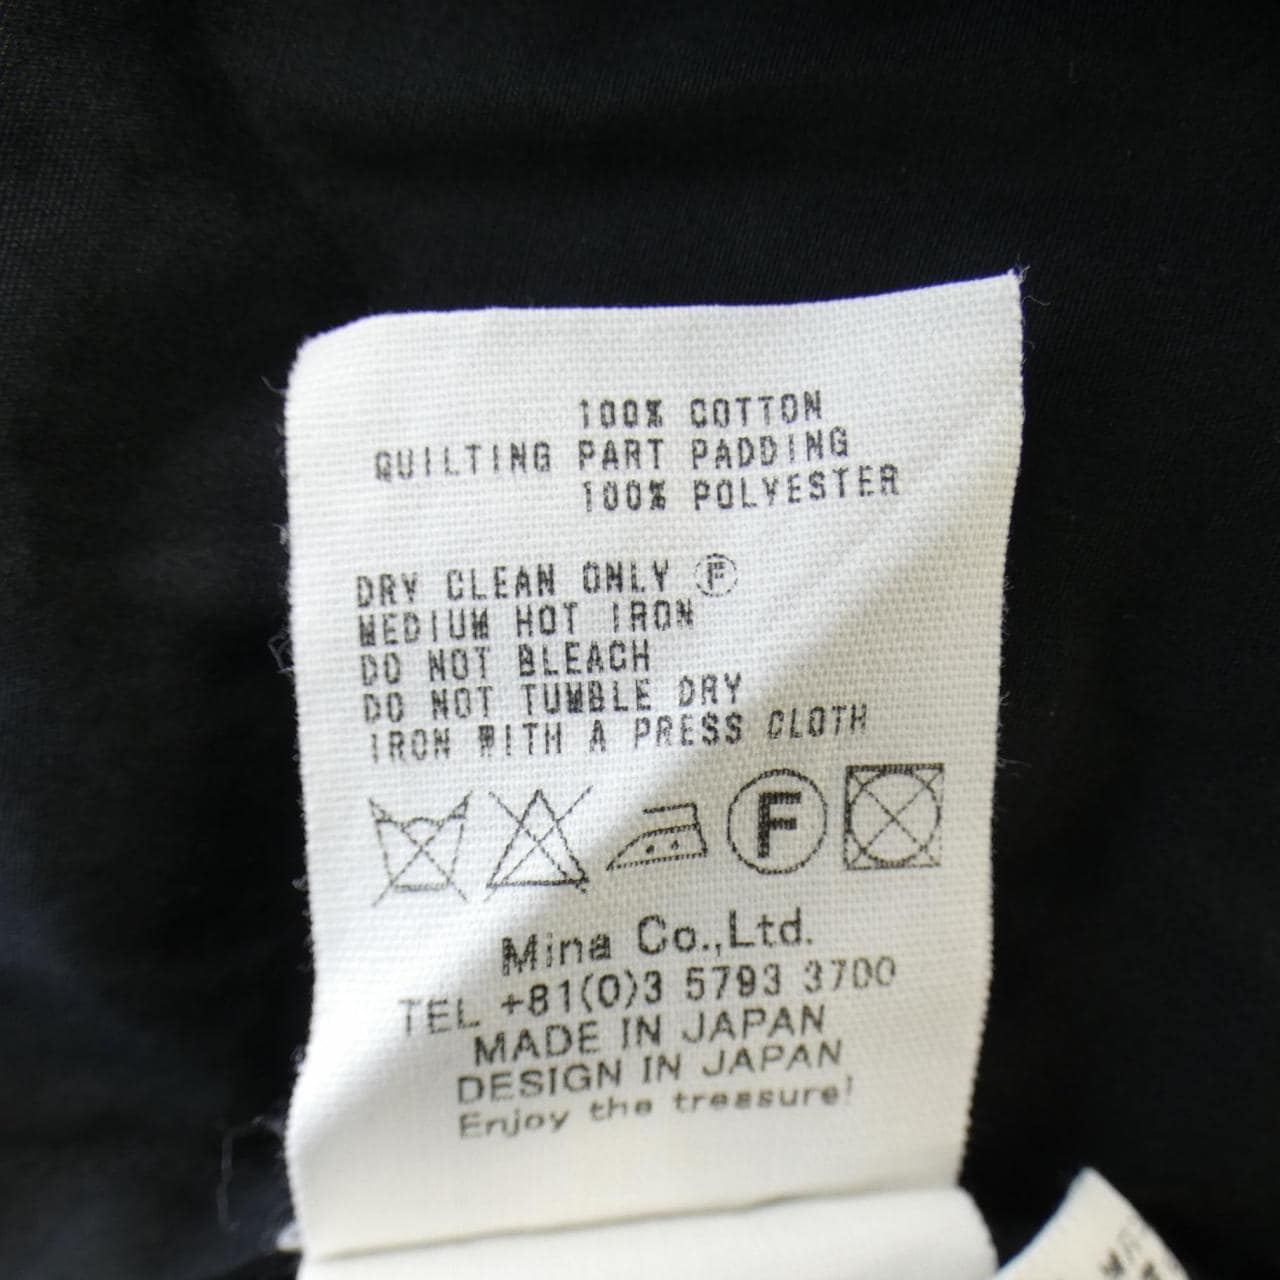 100% COTTON
QUILTING PART PADDING
100% POLYESTER
DRY CLEAN ONLY Ⓕ
MEDIUM HOT IRON
DO NOT BLEACH
DO NOT TUMBLE DRY
IRON WITH A PRESS CLOTH
F
Mina Co.,Ltd.
TEL +81(0)3 5793 3700
MADE IN JAPAN
DESIGN IN JAPAN
Enjoy the treasure!